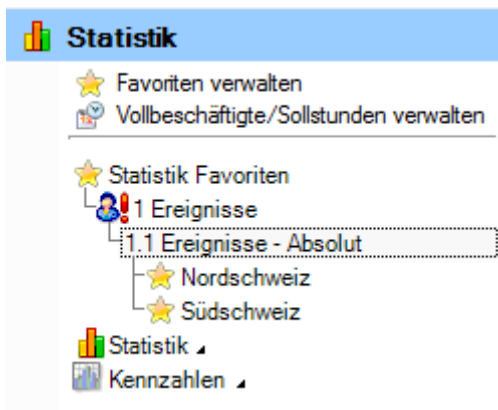 Statistik
Favoriten verwalten
Vollbeschäftigte/Sollstunden verwalten
Statistik Favoriten
1 Ereignisse
1.1 Ereignisse - Absolut
Nordschweiz
Südschweiz
Statistik
Kennzahlen